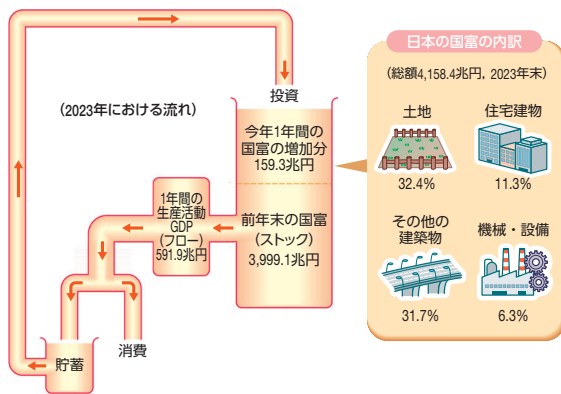 日本の国富の内訳
(総額4,158.4兆円, 2023年末)
土地
32.4%
住宅建物
11.3%
その他の
建築物
31.7%
機械・設備
6.3%
(2023年における流れ)
投資
今年1年間の
国富の増加分
159.3兆円
前年末の国富
(ストック)
3,999.1兆円
1年間の
生産活動
GDP
(フロー)
591.9兆円
消費
貯蓄